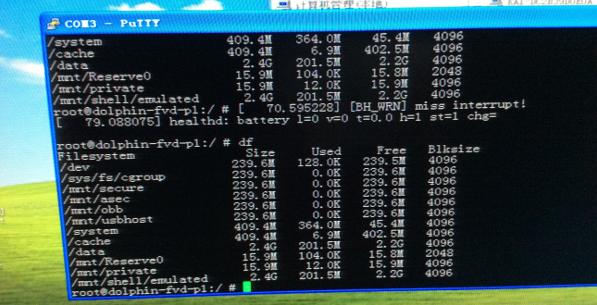 计算机管理(本地)
COM3 - PuTTY
/system 409.4M 364.0M 45.4M 4096
/cache 409.4M 6.9M 402.5M 4096
/data 2.4G 201.5M 2.2G 4096
/mnt/Reserve0 15.9M 104.0K 15.8M 2048
/mnt/private 15.9M 12.0K 15.9M 4096
/mnt/shell/emulated 2.4G 201.5M 2.2G 4096
root@dolphin-fvd-p1:/ # [ 70.595228] [BH_WRN] miss interrupt!
[ 79.088075] healthd: battery l=0 v=0 t=0.0 h=1 st=1 chg=
root@dolphin-fvd-p1:/ # df
Filesystem Size Used Free Blksize
/dev 239.6M 128.0K 239.5M 4096
/sys/fs/cgroup 239.6M 0.0K 239.6M 4096
/mnt/secure 239.6M 0.0K 239.6M 4096
/mnt/asec 239.6M 0.0K 239.6M 4096
/mnt/obb 239.6M 0.0K 239.6M 4096
/mnt/usbhost 239.6M 0.0K 239.6M 4096
/system 409.4M 364.0M 45.4M 4096
/cache 409.4M 6.9M 402.5M 4096
/data 2.4G 201.5M 2.2G 4096
/mnt/Reserve0 15.9M 104.0K 15.8M 2048
/mnt/private 15.9M 12.0K 15.9M 4096
/mnt/shell/emulated 2.4G 201.5M 2.2G 4096
root@dolphin-fvd-p1:/ #